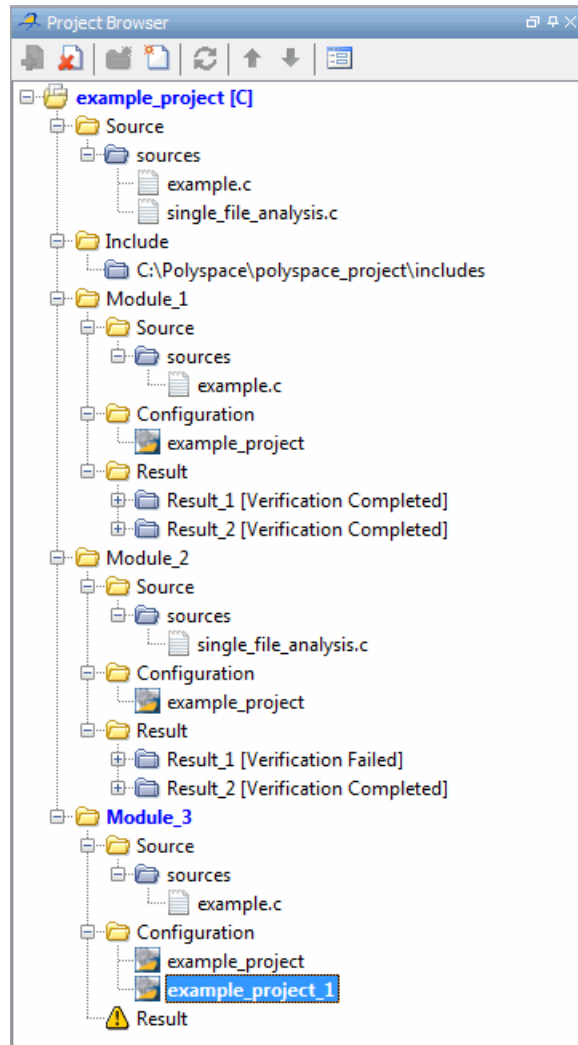 Project Browser
example_project [C]
Source
sources
example.c
single_file_analysis.c
Include
C:\Polyspace\polyspace_project\includes
Module_1
Source
sources
example.c
Configuration
example_project
Result
Result_1 [Verification Completed]
Result_2 [Verification Completed]
Module_2
Source
sources
single_file_analysis.c
Configuration
example_project
Result
Result_1 [Verification Failed]
Result_2 [Verification Completed]
Module_3
Source
sources
example.c
Configuration
example_project
example_project_1
Result